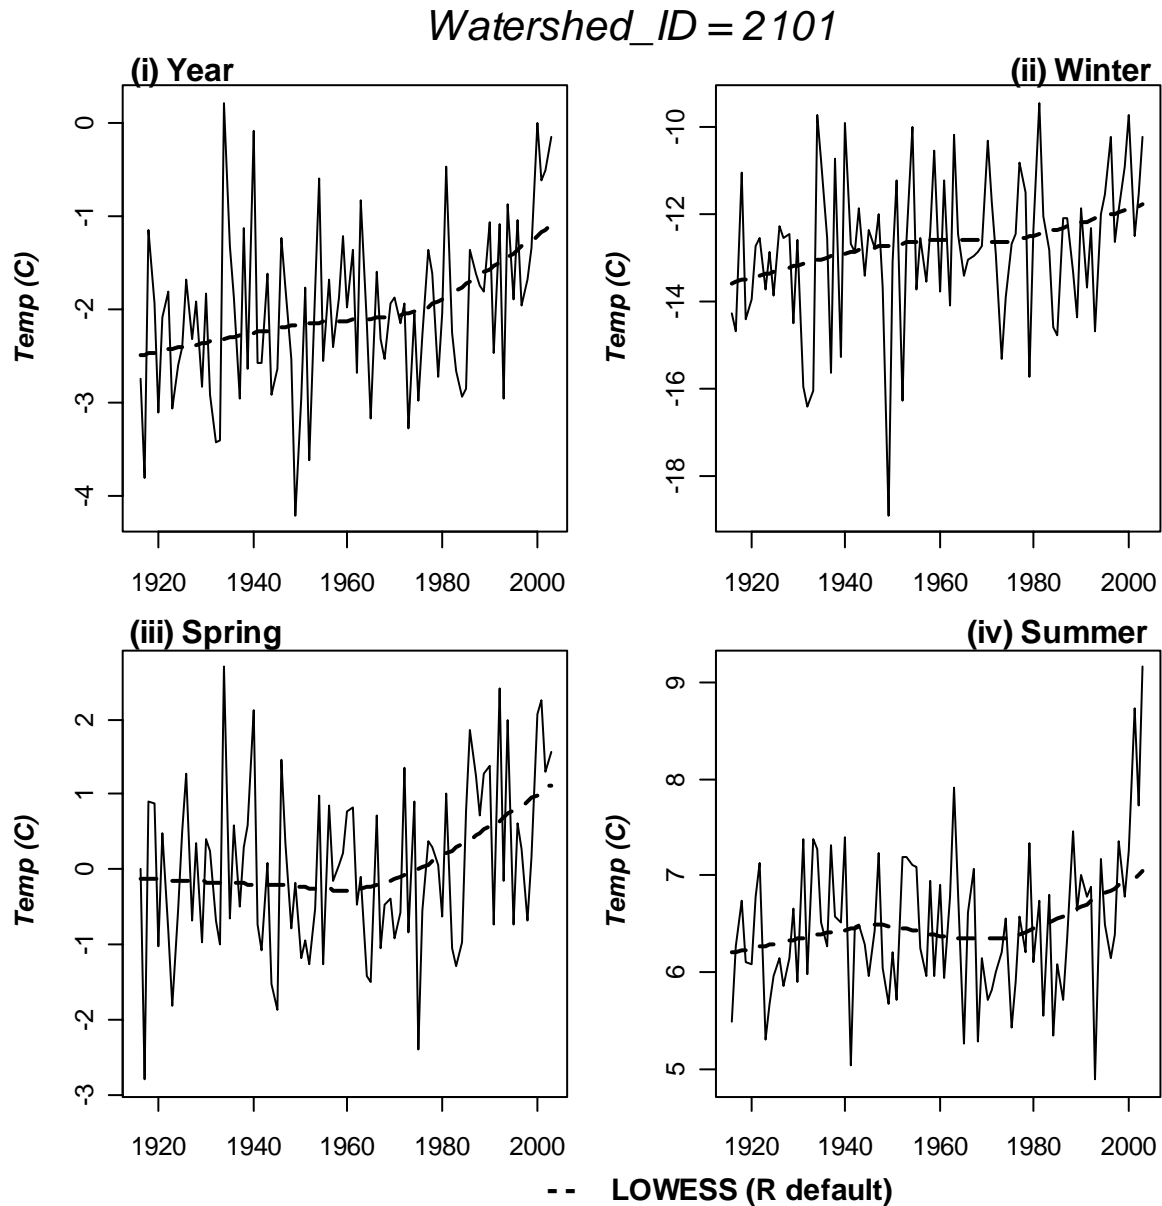 Watershed_ID = 2101
(i) Year
Temp (C)
0
-1
-2
-3
-4
1920 1940 1960 1980 2000
(ii) Winter
Temp (C)
-10
-12
-14
-16
-18
1920 1940 1960 1980 2000
(iii) Spring
Temp (C)
2
1
0
-1
-2
-3
1920 1940 1960 1980 2000
(iv) Summer
Temp (C)
9
8
7
6
5
1920 1940 1960 1980 2000
-- LOWESS (R default)